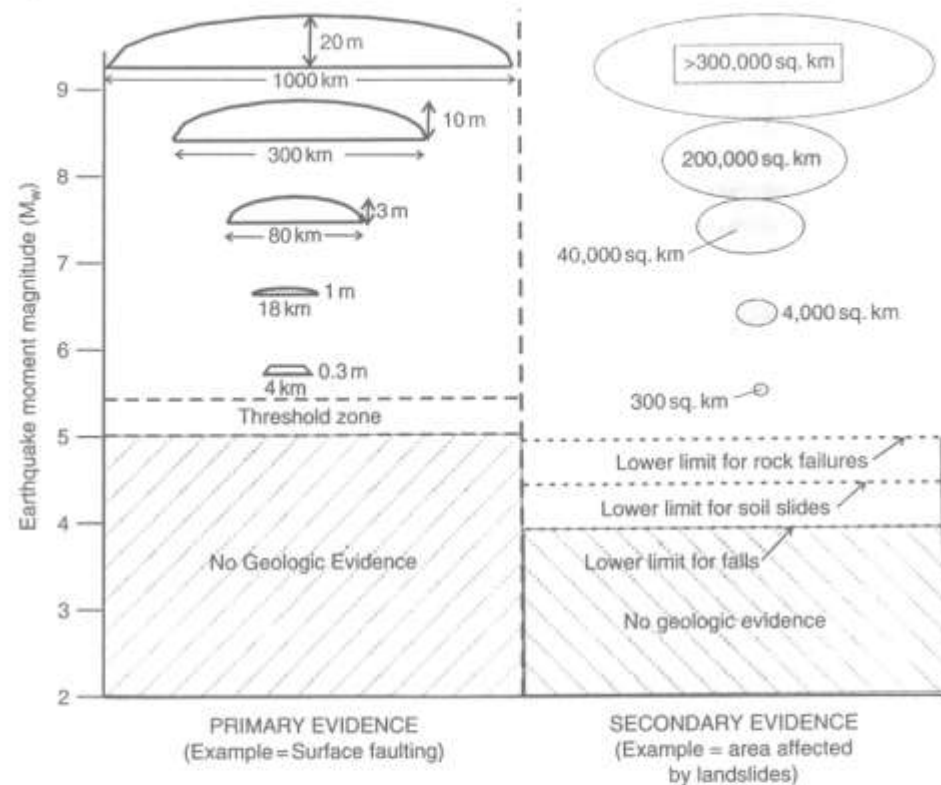 20 m
>300,000 sq. km
1000 km
9
10 m
300 km
200,000 sq. km
8
3 m
80 km
40,000 sq. km
7
1 m
18 km
4,000 sq. km
6
0.3 m
4 km
300 sq. km
Threshold zone
5
Lower limit for rock failures
Lower limit for soil slides
4
No Geologic Evidence
Lower limit for falls
3
No geologic evidence
2
Earthquake moment magnitude (Mw)
PRIMARY EVIDENCE
(Example = Surface faulting)
SECONDARY EVIDENCE
(Example = area affected
by landslides)